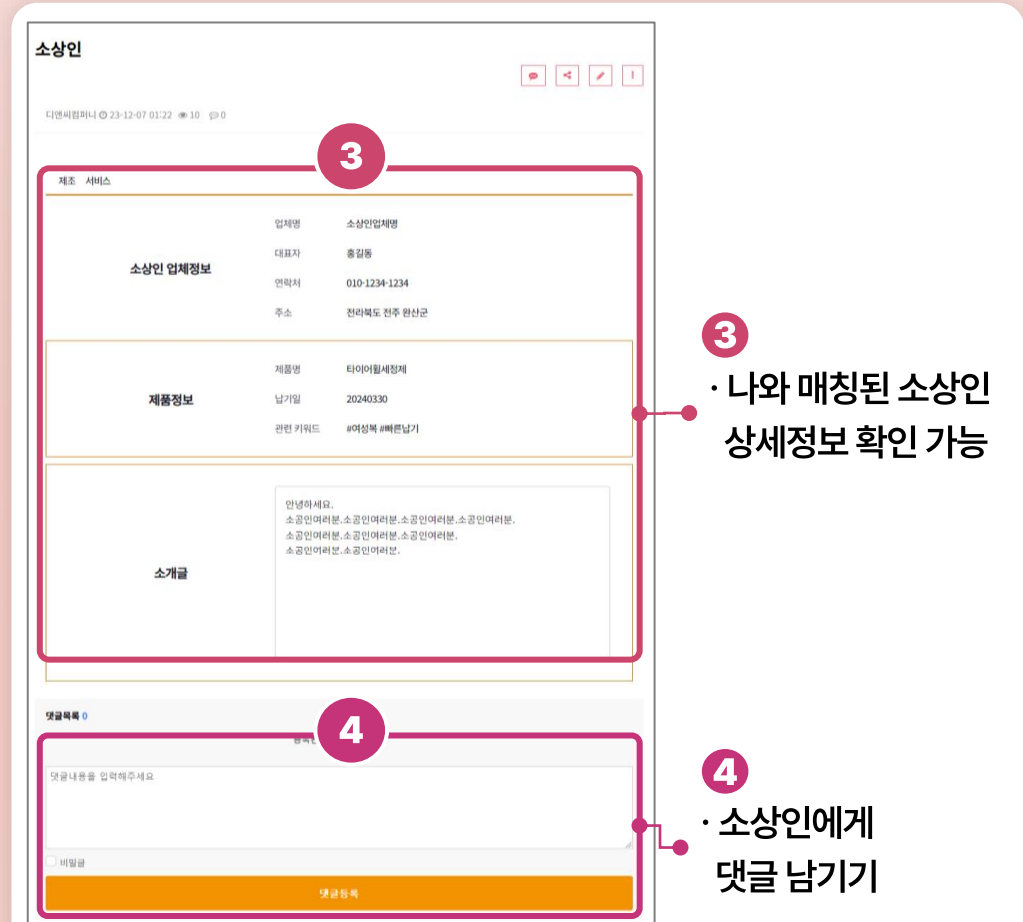 소상인
디앤씨컴퍼니 23-12-07 01:22 10 0
3
제조 서비스
소상인 업체정보
업체명 소상인업체명
대표자 홍길동
연락처 010-1234-1234
주소 전라북도 전주 완산군
제품정보
제품명 타이어휠세정제
납기일 20240330
관련 키워드 #여성복 #빠른납기
소개글
안녕하세요.
소공인여러분.소공인여러분.소공인여러분.소공인여러분.
소공인여러분.소공인여러분.소공인여러분.
소공인여러분.소공인여러분.
3
· 나와 매칭된 소상인
상세정보 확인 가능
댓글목록 0
4
댓글내용을 입력해주세요
비밀글
댓글등록
4
· 소상인에게
댓글 남기기